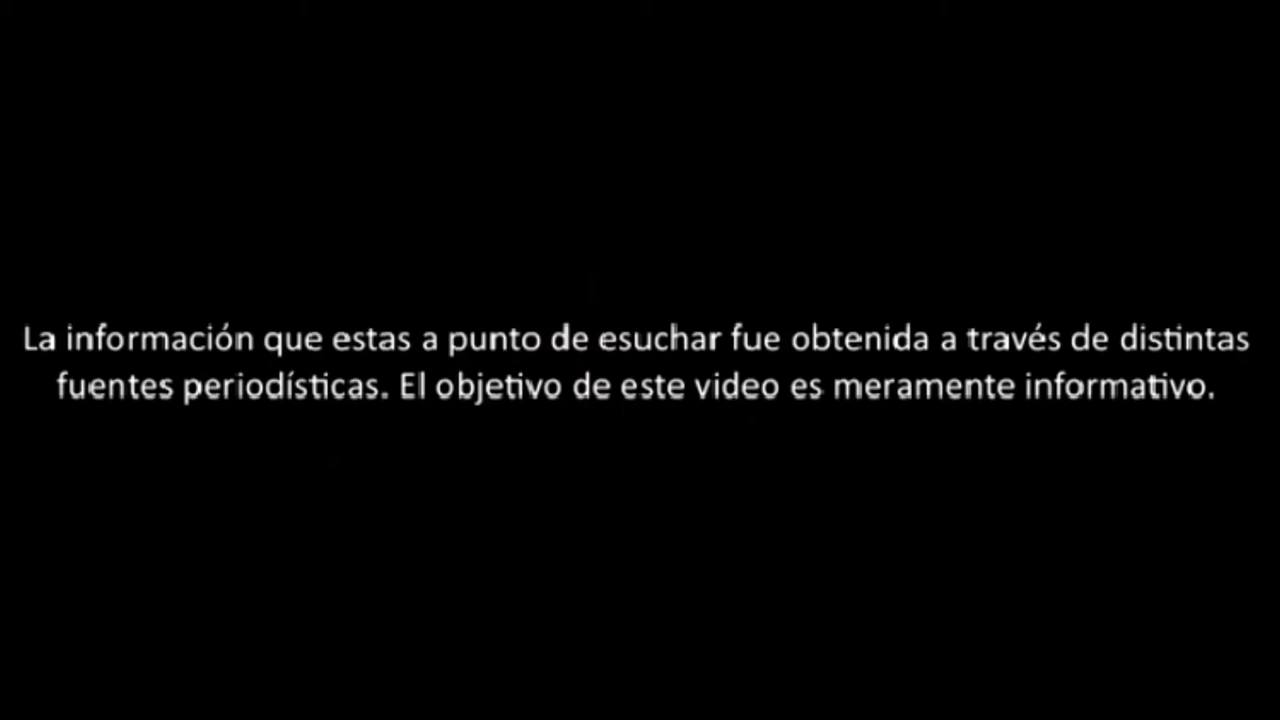 La información que estas a punto de esuchar fue obtenida a través de distintas
fuentes periodísticas. El objetivo de este video es meramente informativo.